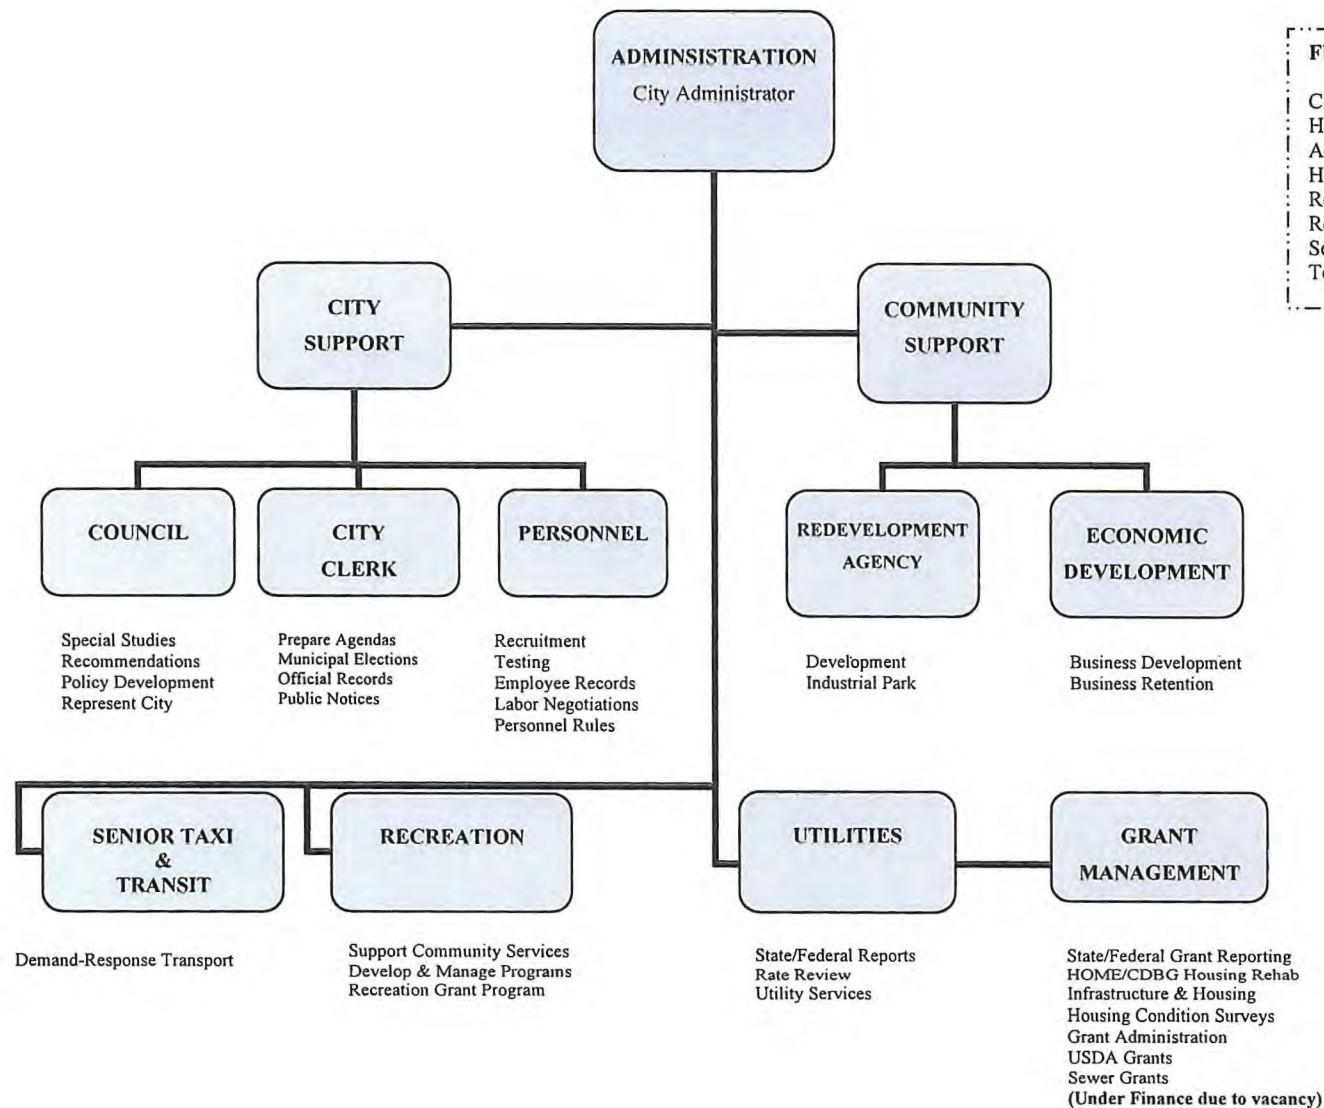 ADMINSISTRATION
City Administrator
CITY
SUPPORT
COMMUNITY
SUPPORT
COUNCIL
Special Studies
Recommendations
Policy Development
Represent City
CITY
CLERK
Prepare Agendas
Municipal Elections
Official Records
Public Notices
PERSONNEL
Recruitment
Testing
Employee Records
Labor Negotiations
Personnel Rules
REDEVELOPMENT
AGENCY
Development
Industrial Park
ECONOMIC
DEVELOPMENT
Business Development
Business Retention
SENIOR TAXI
&
TRANSIT
Demand-Response Transport
RECREATION
Support Community Services
Develop & Manage Programs
Recreation Grant Program
UTILITIES
State/Federal Reports
Rate Review
Utility Services
GRANT
MANAGEMENT
State/Federal Grant Reporting
HOME/CDBG Housing Rehab
Infrastructure & Housing
Housing Condition Surveys
Grant Administration
USDA Grants
Sewer Grants
(Under Finance due to vacancy)